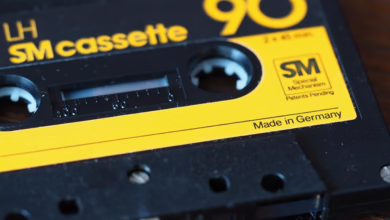 LH
90
SM cassette
2 × 45 min.
SM
Special
Mechanism
Patents Pending
Made in Germany